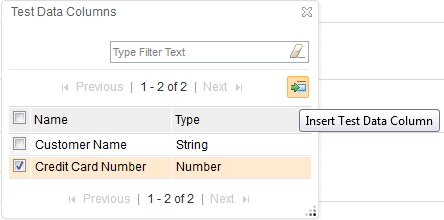 Test Data Columns
Type Filter Text
Previous | 1 - 2 of 2 | Next
Insert Test Data Column
Name Type
Customer Name String
Credit Card Number Number
Previous | 1 - 2 of 2 | Next